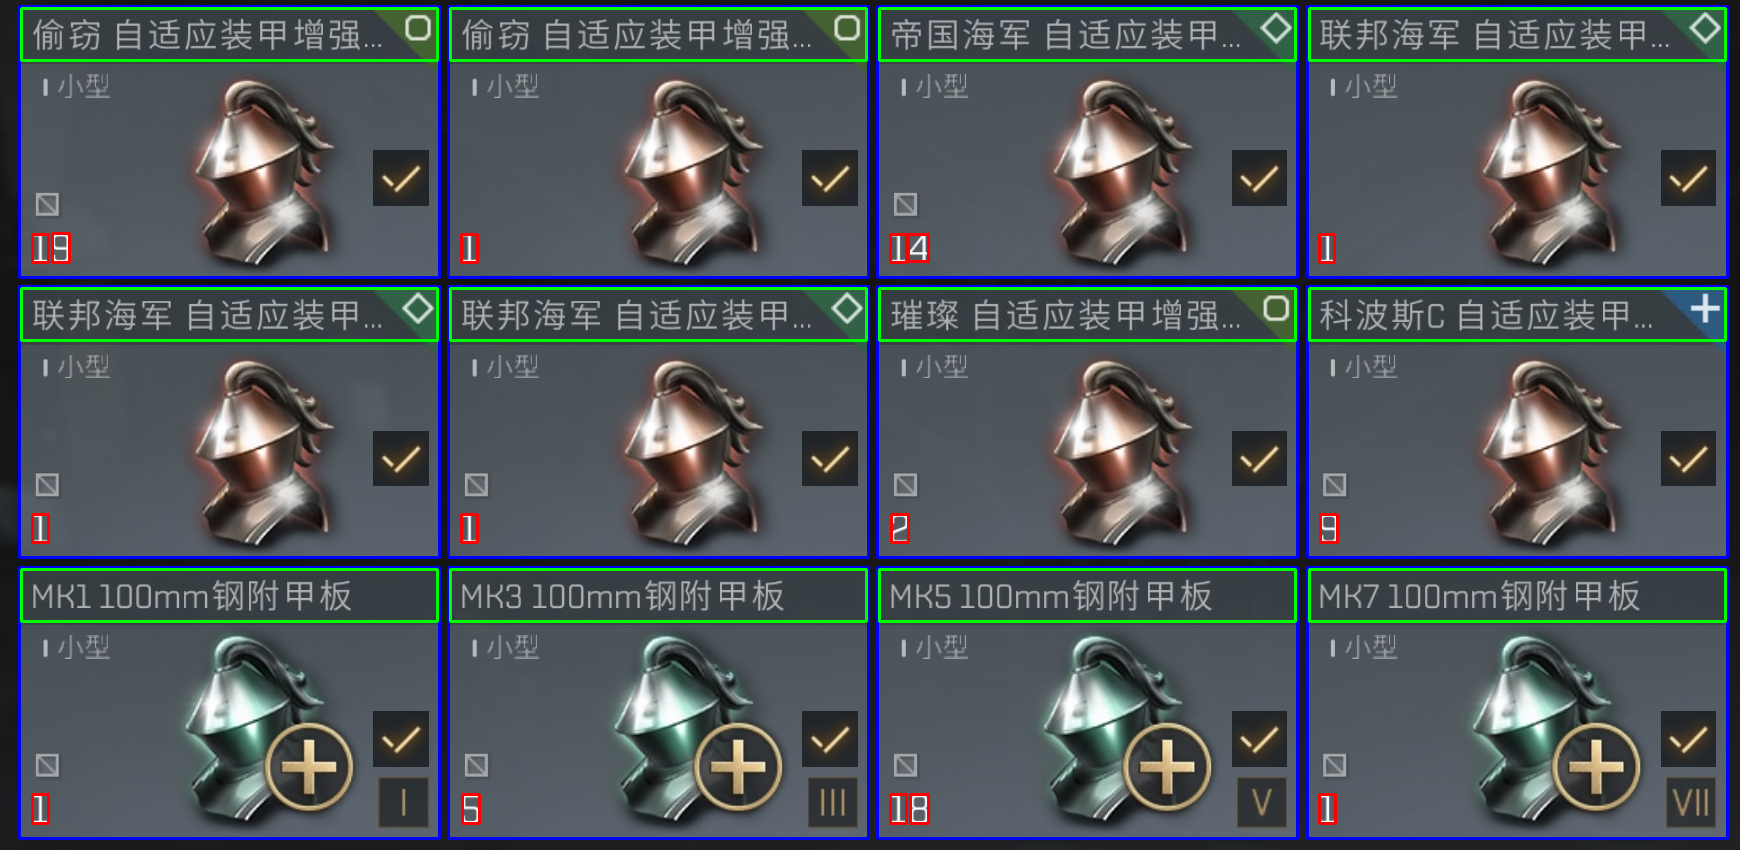 偷窃 自适应装甲增强...
小型
19
偷窃 自适应装甲增强...
小型
1
帝国海军 自适应装甲...
小型
14
联邦海军 自适应装甲...
小型
1
联邦海军 自适应装甲...
小型
1
联邦海军 自适应装甲...
小型
1
璀璨 自适应装甲增强...
小型
2
科波斯C 自适应装甲...
小型
9
MK1 100mm钢附甲板
小型
I
1
MK3 100mm钢附甲板
小型
III
5
MK5 100mm钢附甲板
小型
V
18
MK7 100mm钢附甲板
小型
VII
1